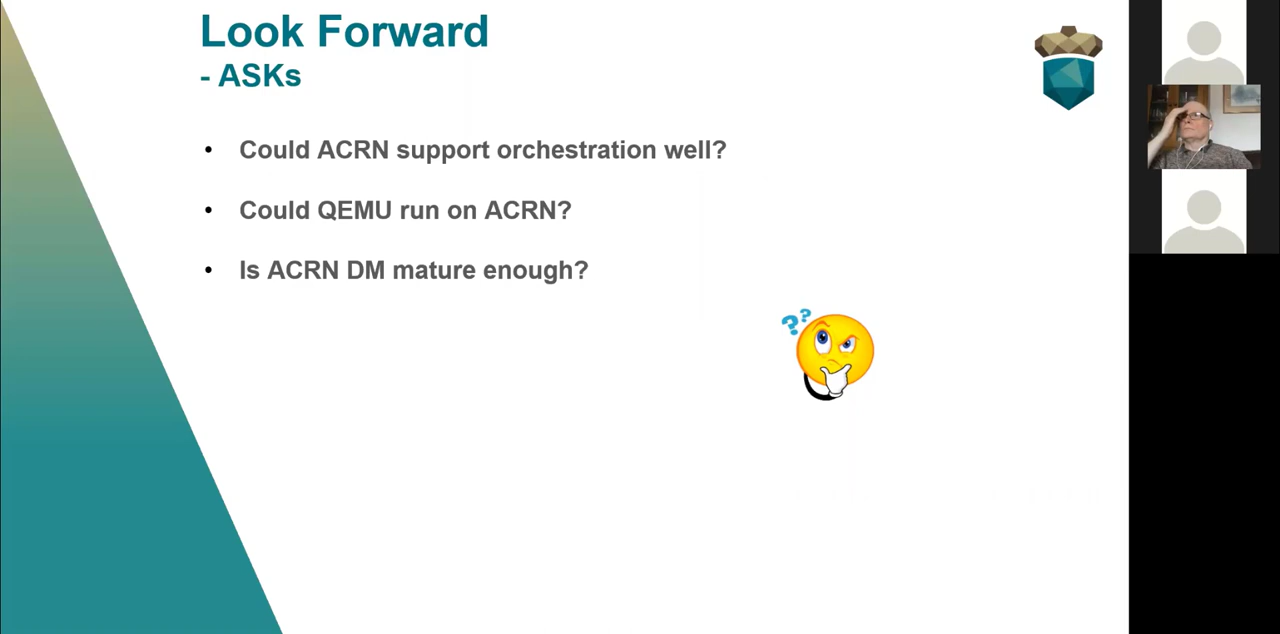 Look Forward
- ASKs
• Could ACRN support orchestration well?
• Could QEMU run on ACRN?
• Is ACRN DM mature enough?
??